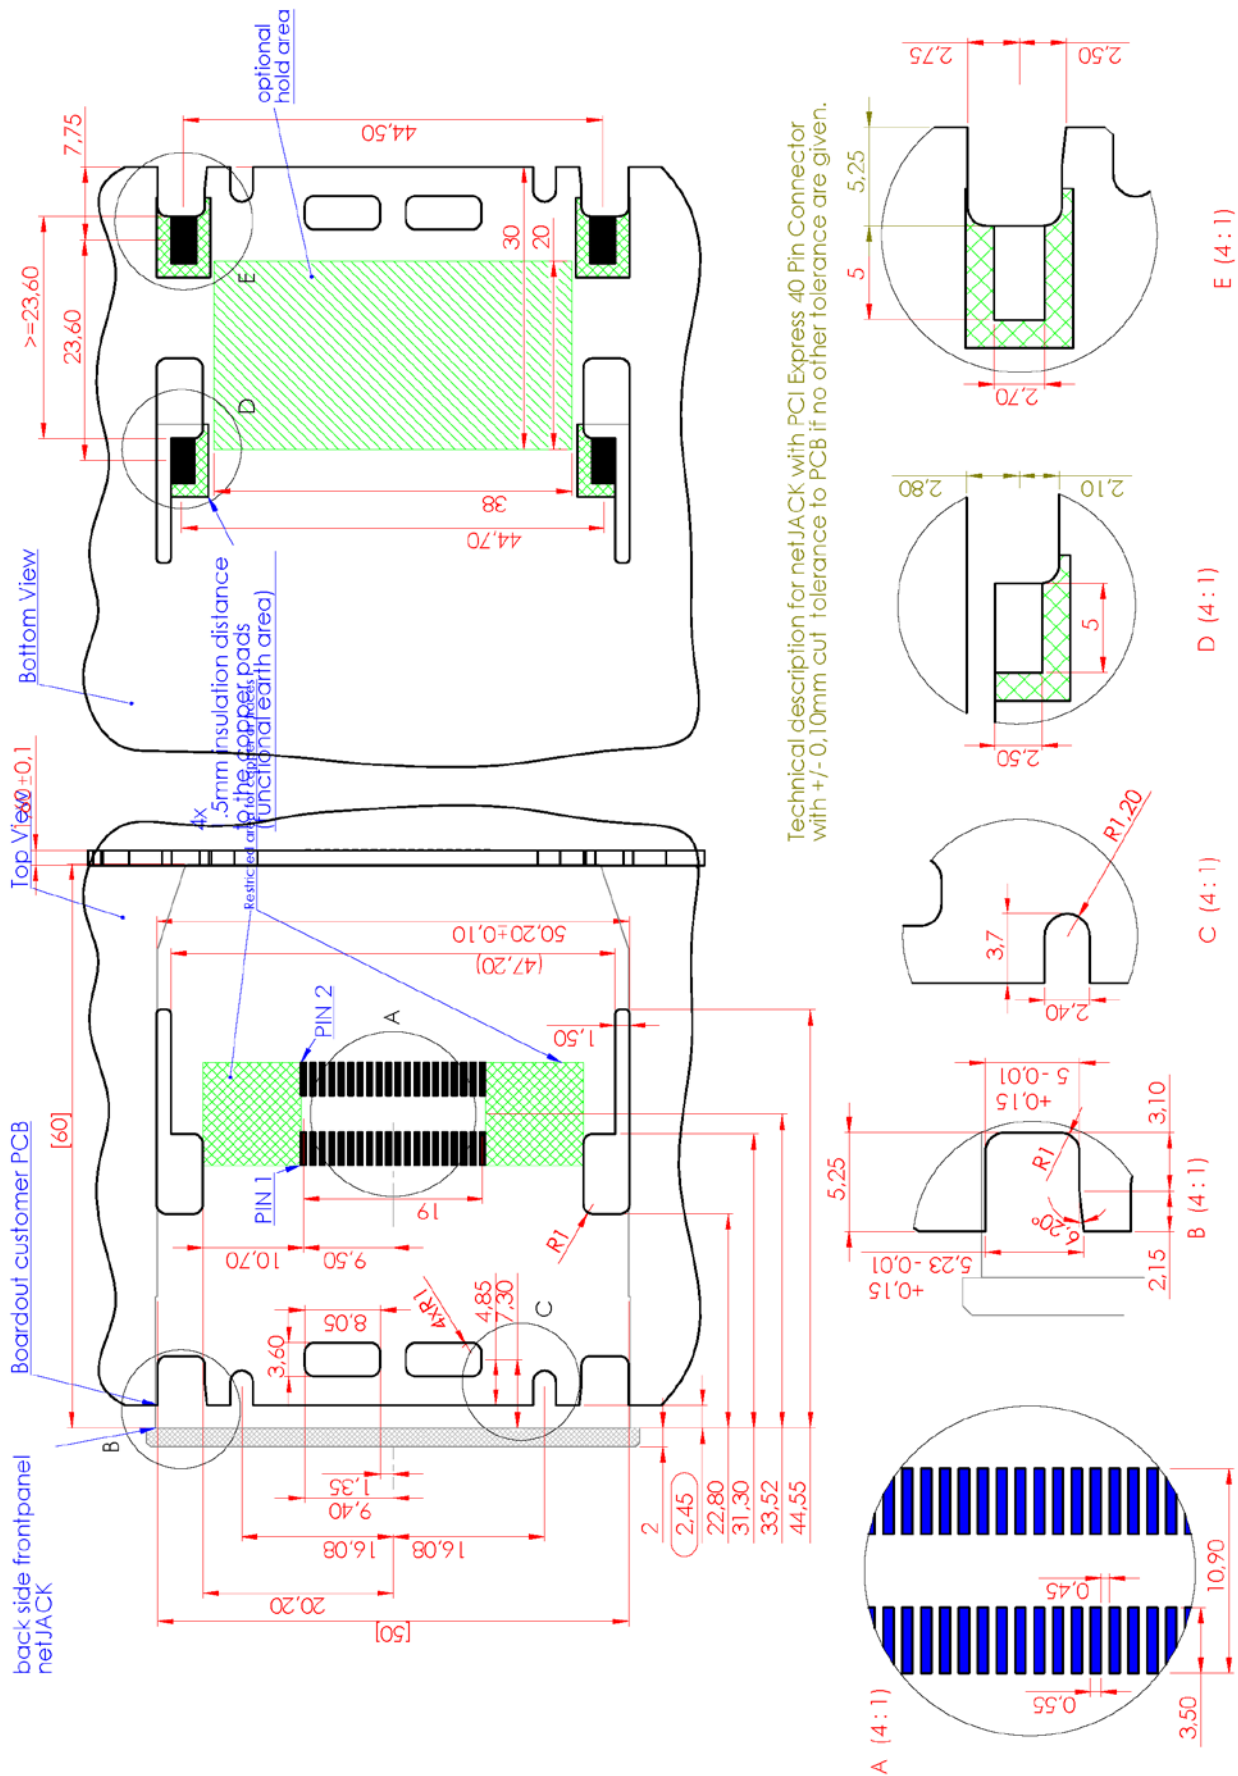 back side frontpanel
netJACK
Boardout customer PCB
Top View
,60 ±0,1
Bottom View
4x
.5mm insulation distance
to the copper pads
(functional earth area)
optional
hold area
[60]
B
PIN 1
PIN 2
A
C
R1
4xR1
3,60
8,05
4,85
7,30
10,70
9,50
19
50,20±0,10
(47,20)
1,50
1,35
9,40
16,08
16,08
20,20
[50]
2
2,45
22,80
31,30
33,52
44,55
7,75
>=23,60
23,60
44,50
30
20
38
44,70
D
E
Technical description for netJACK with PCI Express 40 Pin Connector
with +/- 0,10mm cut tolerance to PCB if no other tolerance are given.
A (4 : 1)
0,45
0,55
3,50
10,90
B (4 : 1)
5,25
+0,15
5 - 0,01
+0,15
5,23 - 0,01
R1
6,20°
3,10
2,15
C (4 : 1)
3,7
2,40
R1,20
D (4 : 1)
2,80
2,10
2,50
5
E (4 : 1)
2,75
2,50
5,25
5
2,70